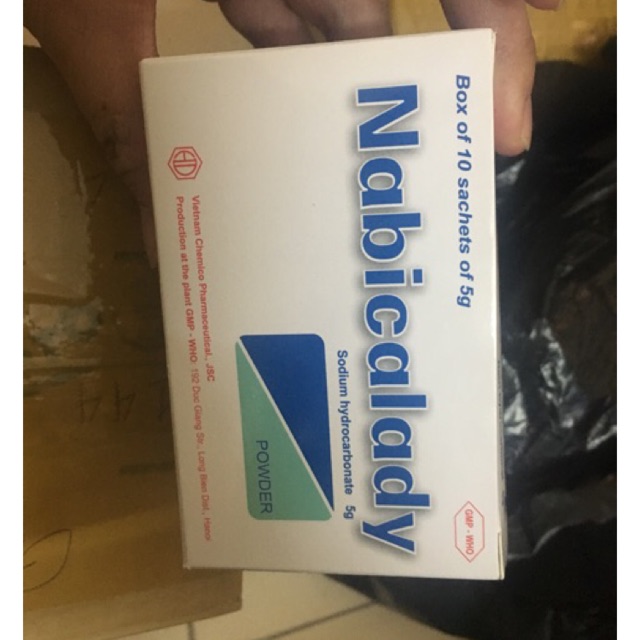 Box of 10 sachets of 5g
GMP - WHO
Nabicalady
Sodium hydrocarbonate 5g
POWDER
HD
Vietnam Chemico Pharmaceutical., JSC
Production at the plant GMP - WHO: 192 Duc Giang Str., Long Bien Dist., Hanoi